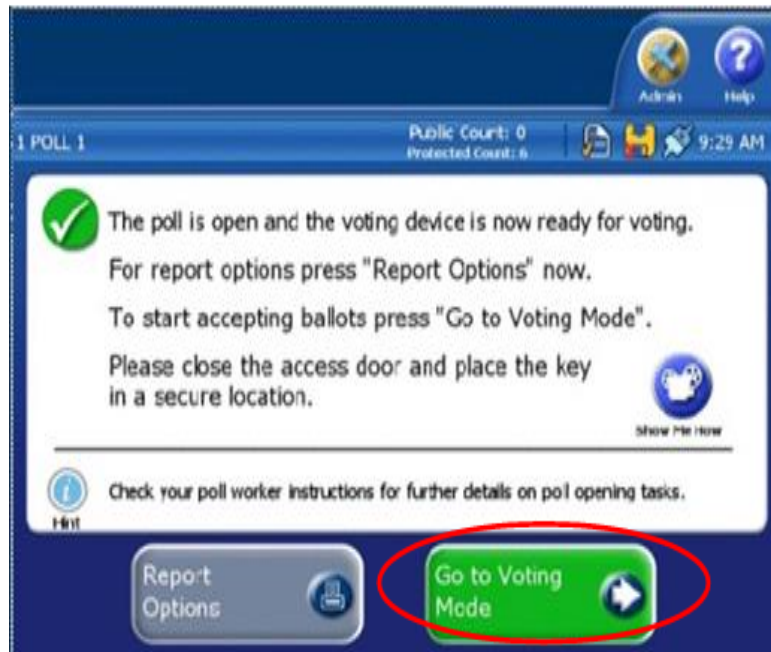 Admin Help
1 POLL 1 Public Count: 0 9:29 AM
Protected Count: 6
The poll is open and the voting device is now ready for voting.
For report options press "Report Options" now.
To start accepting ballots press "Go to Voting Mode".
Please close the access door and place the key
in a secure location.
Show Me How
Check your poll worker instructions for further details on poll opening tasks.
Hint
Report
Options
Go to Voting
Mode